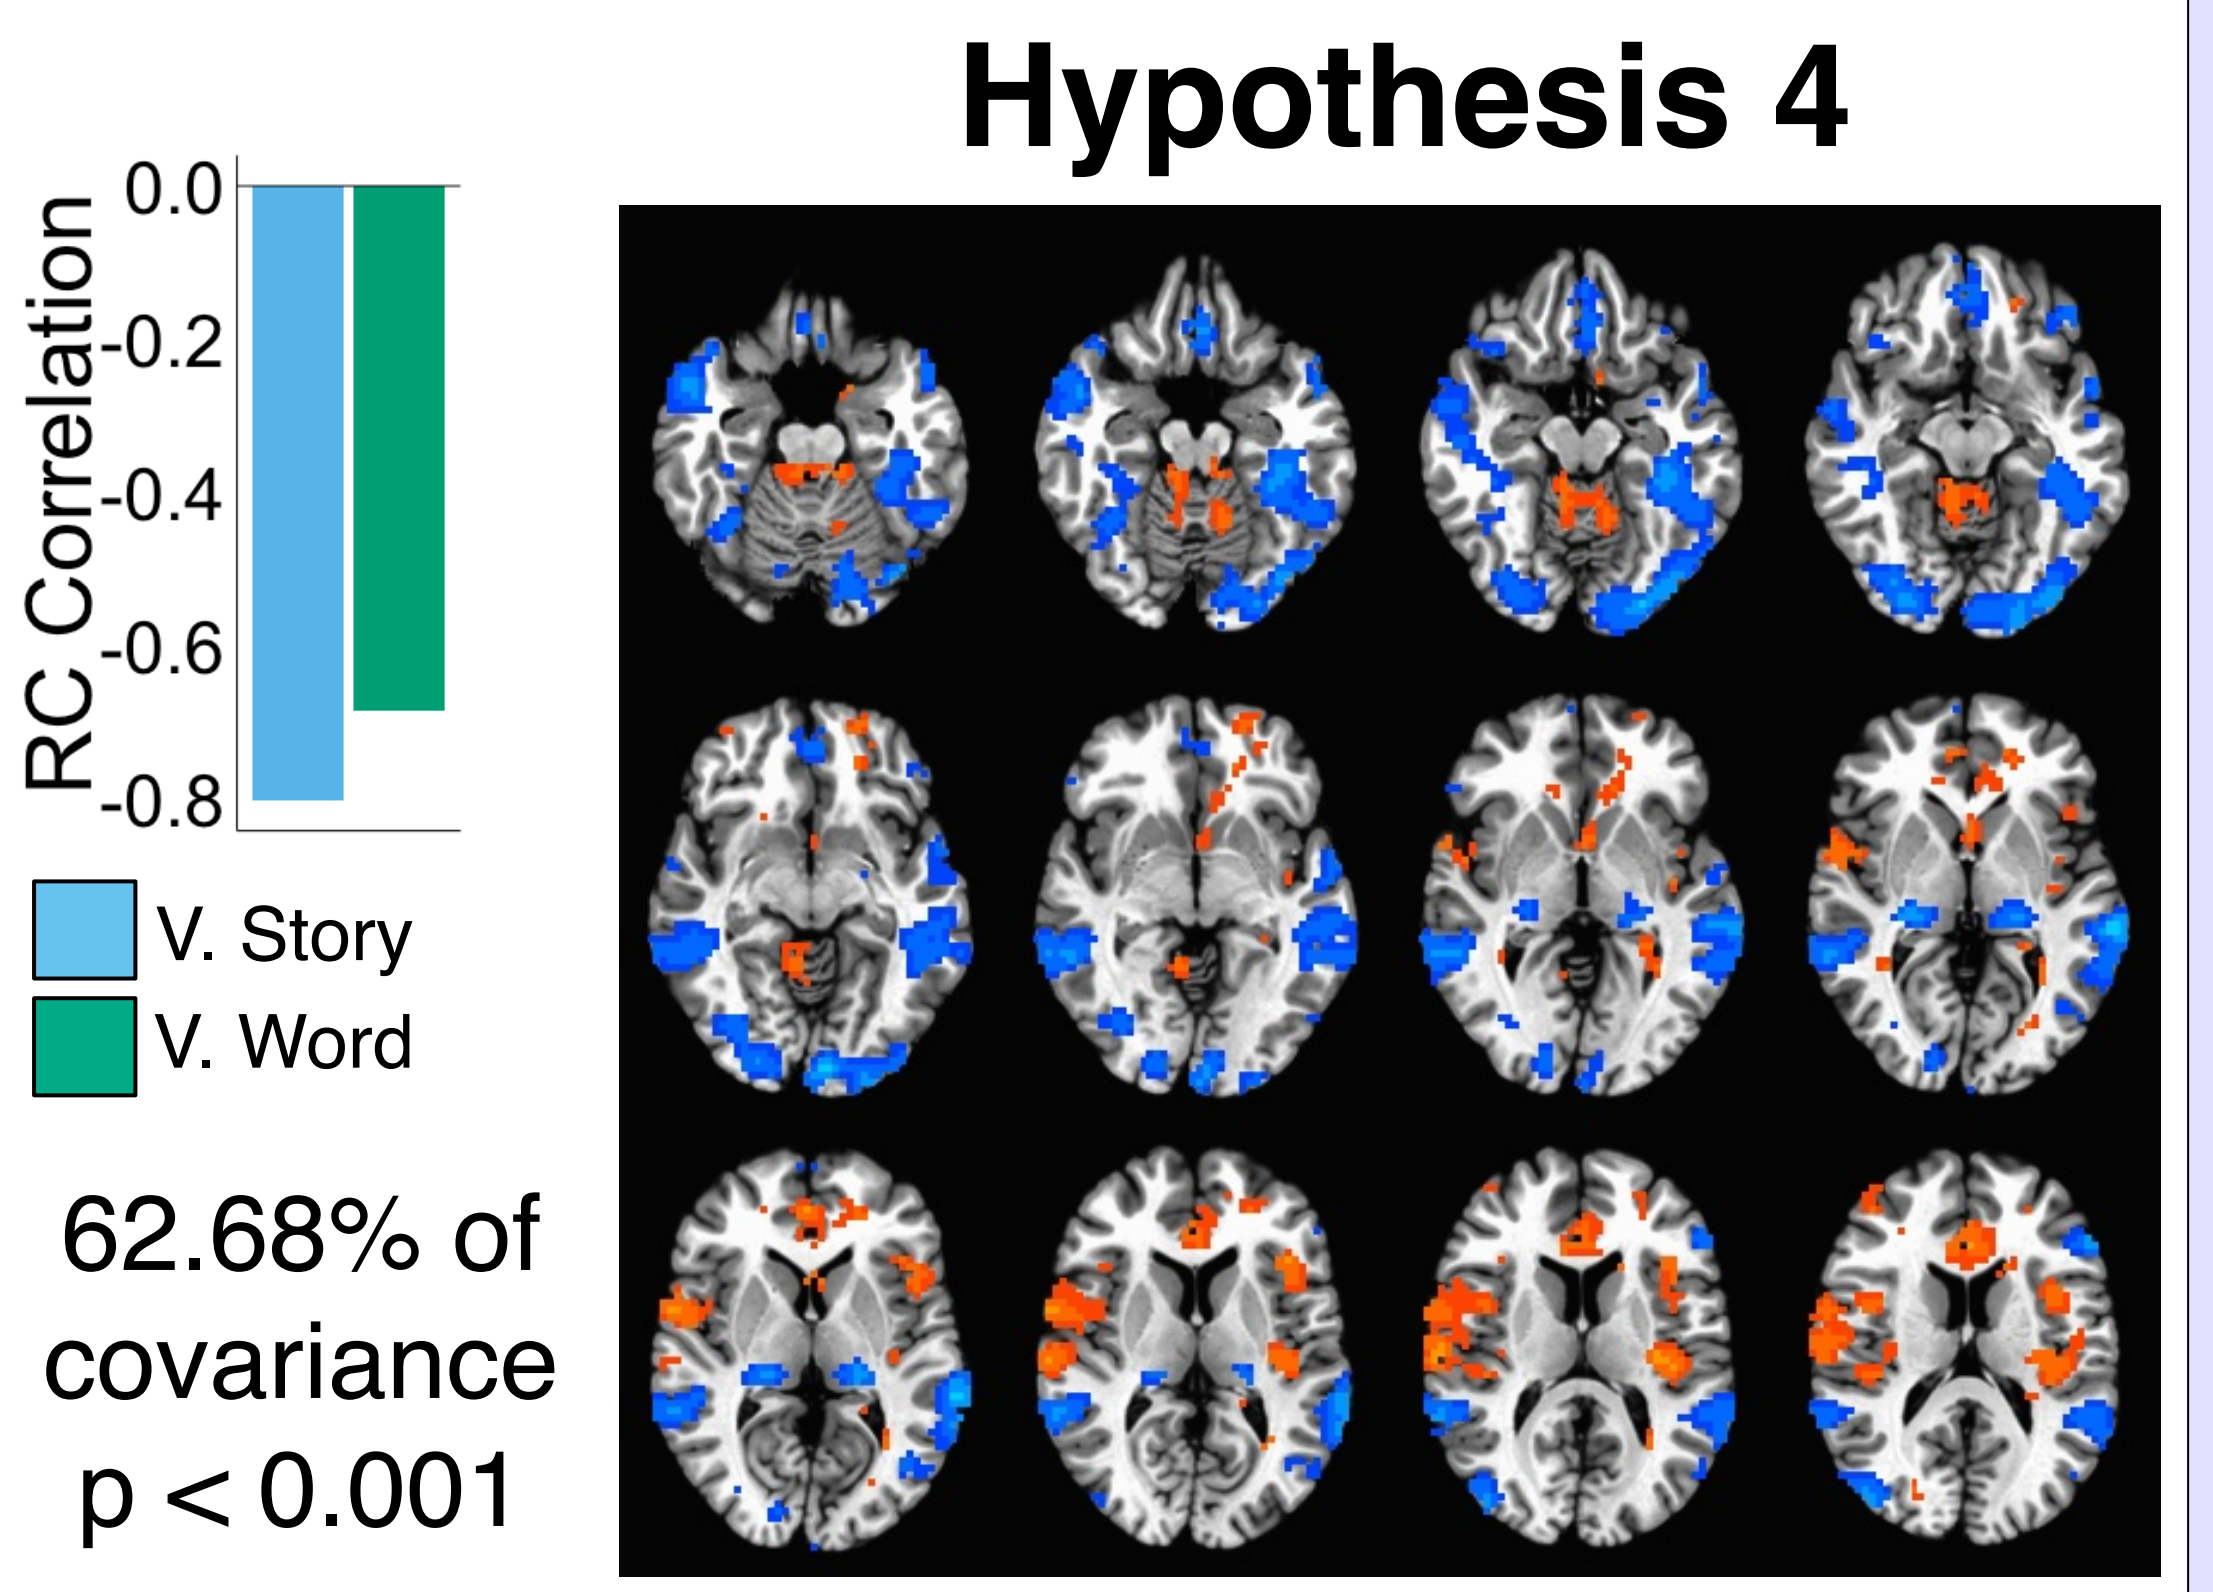 Hypothesis 4
RC Correlation
0.0
-0.2
-0.4
-0.6
-0.8
V. Story
V. Word
62.68% of
covariance
p < 0.001